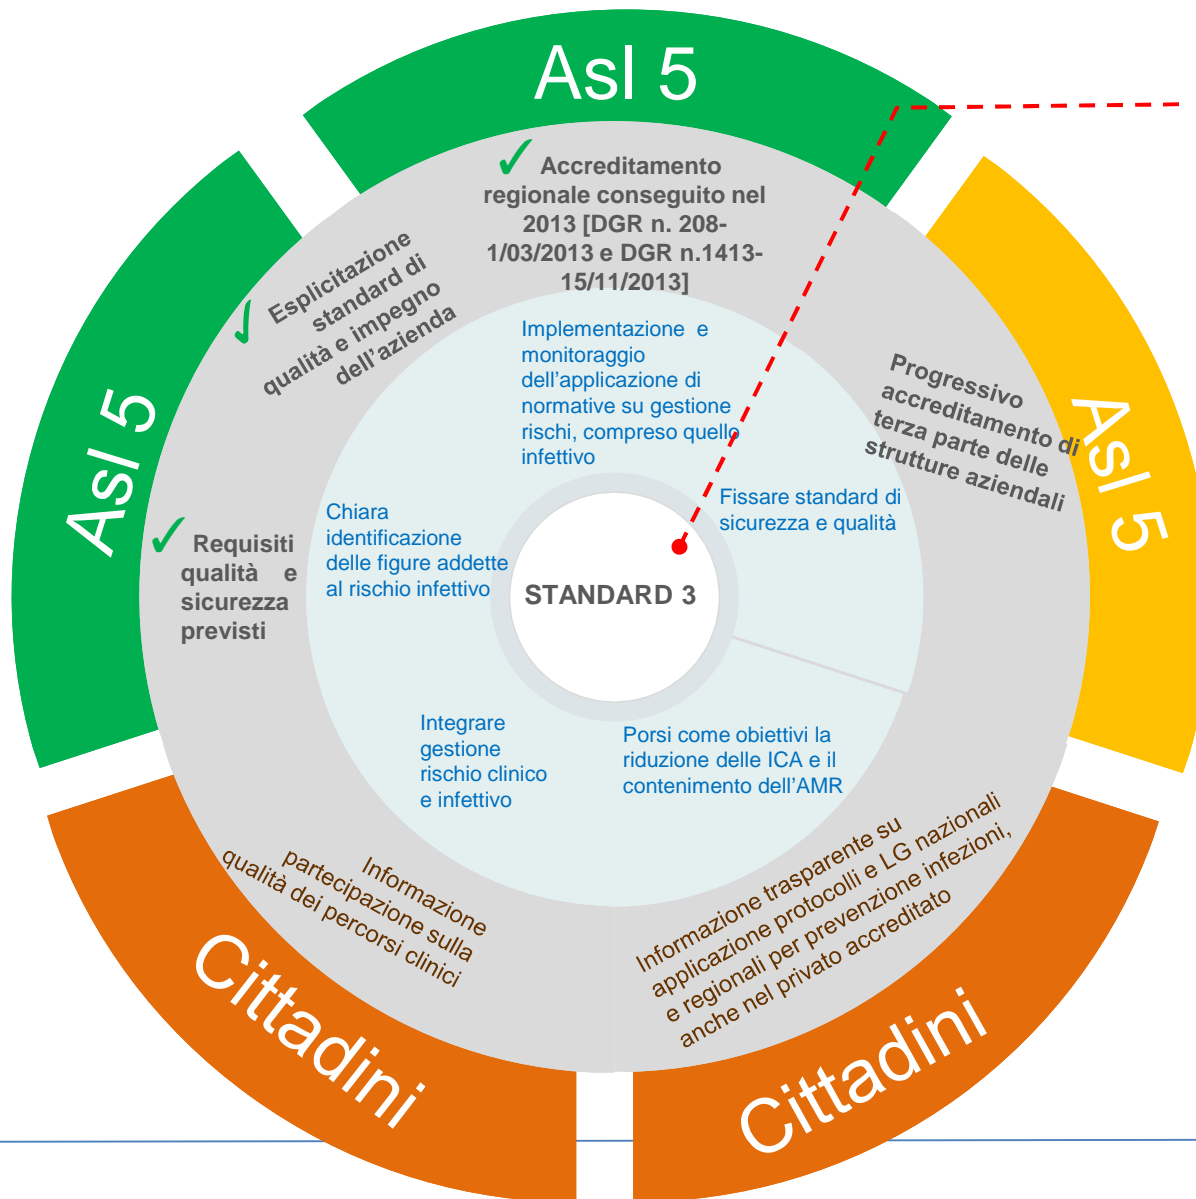 Asl 5
✓ Accreditamento
regionale conseguito nel
2013 [DGR n. 208-
1/03/2013 e DGR n.1413-
15/11/2013]
Asl 5
✓ Esplicitazione
standard di
qualità e impegno
dell’azienda
✓ Requisiti
qualità e
sicurezza
previsti
Asl 5
Progressivo
accreditamento di
terza parte delle
strutture aziendali
Implementazione e
monitoraggio
dell’applicazione di
normative su gestione
rischi, compreso quello
infettivo
Fissare standard di
sicurezza e qualità
Chiara
identificazione
delle figure addette
al rischio infettivo
STANDARD 3
Integrare
gestione
rischio clinico
e infettivo
Porsi come obiettivi la
riduzione delle ICA e il
contenimento dell’AMR
Informazione
partecipazione sulla
qualità dei percorsi clinici
Cittadini
Informazione trasparente su
applicazione protocolli e LG nazionali
e regionali per prevenzione infezioni,
anche nel privato accreditato
Cittadini